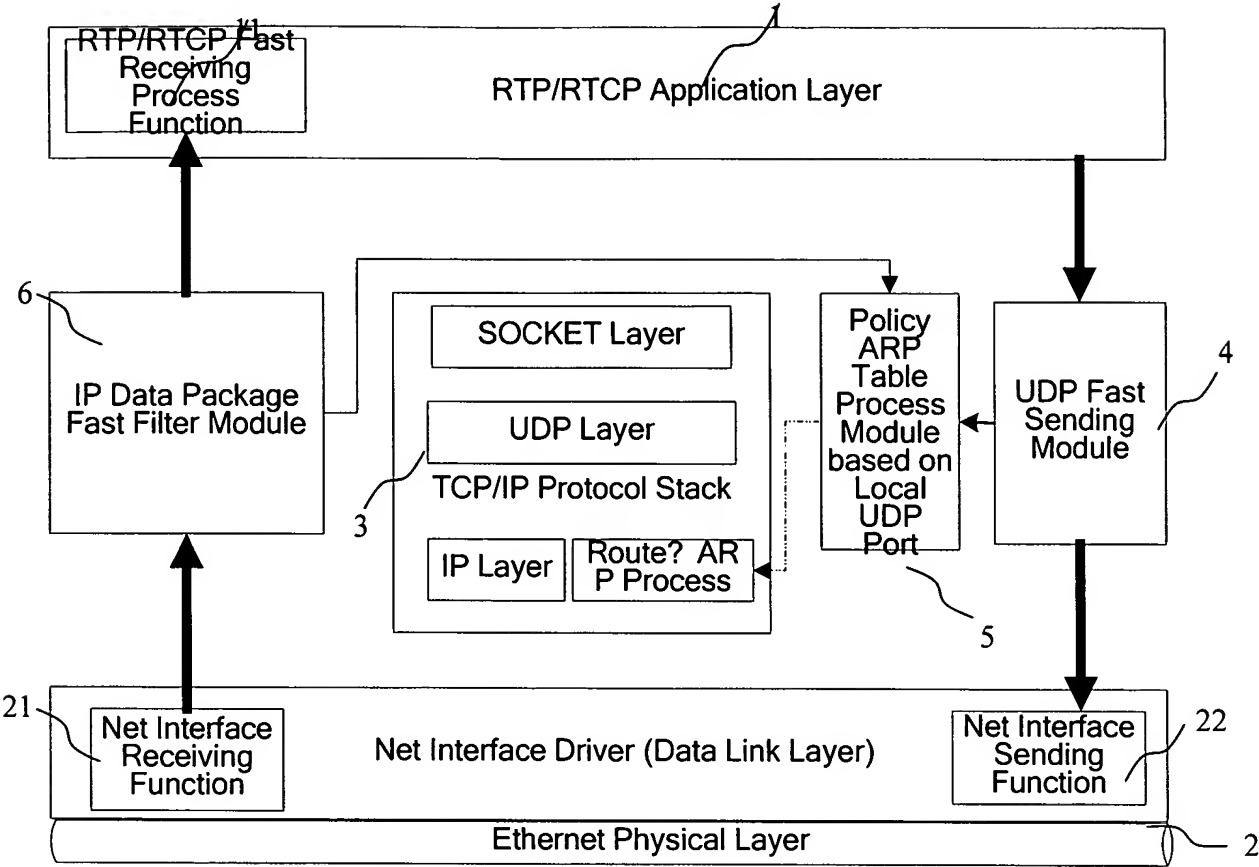 11
1
RTP/RTCP Fast
Receiving
Process
Function
RTP/RTCP Application Layer
6
IP Data Package
Fast Filter Module
SOCKET Layer
UDP Layer
3
TCP/IP Protocol Stack
IP Layer
Route? AR
P Process
Policy
ARP
Table
Process
Module
based on
Local
UDP
Port
5
UDP Fast
Sending
Module
4
21
Net Interface
Receiving
Function
Net Interface Driver (Data Link Layer)
Net Interface
Sending
Function
22
Ethernet Physical Layer
2